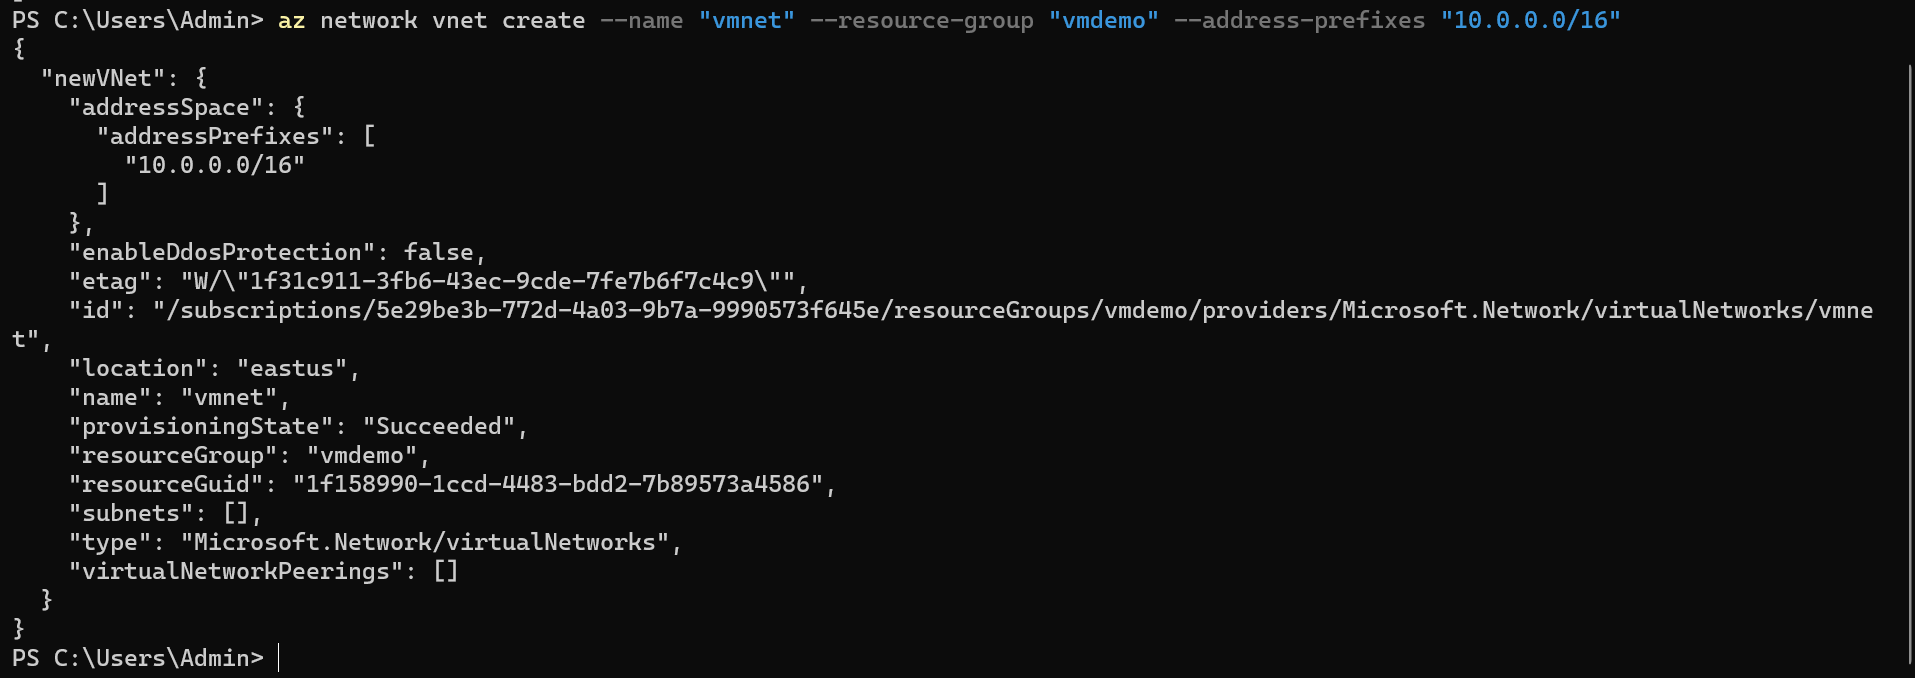 PS C:\Users\Admin> az network vnet create --name "vmnet" --resource-group "vmdemo" --address-prefixes "10.0.0.0/16"
{
  "newVNet": {
    "addressSpace": {
      "addressPrefixes": [
        "10.0.0.0/16"
      ]
    },
    "enableDdosProtection": false,
    "etag": "W/\"1f31c911-3fb6-43ec-9cde-7fe7b6f7c4c9\"",
    "id": "/subscriptions/5e29be3b-772d-4a03-9b7a-9990573f645e/resourceGroups/vmdemo/providers/Microsoft.Network/virtualNetworks/vmne
t",
    "location": "eastus",
    "name": "vmnet",
    "provisioningState": "Succeeded",
    "resourceGroup": "vmdemo",
    "resourceGuid": "1f158990-1ccd-4483-bdd2-7b89573a4586",
    "subnets": [],
    "type": "Microsoft.Network/virtualNetworks",
    "virtualNetworkPeerings": []
  }
}
PS C:\Users\Admin>